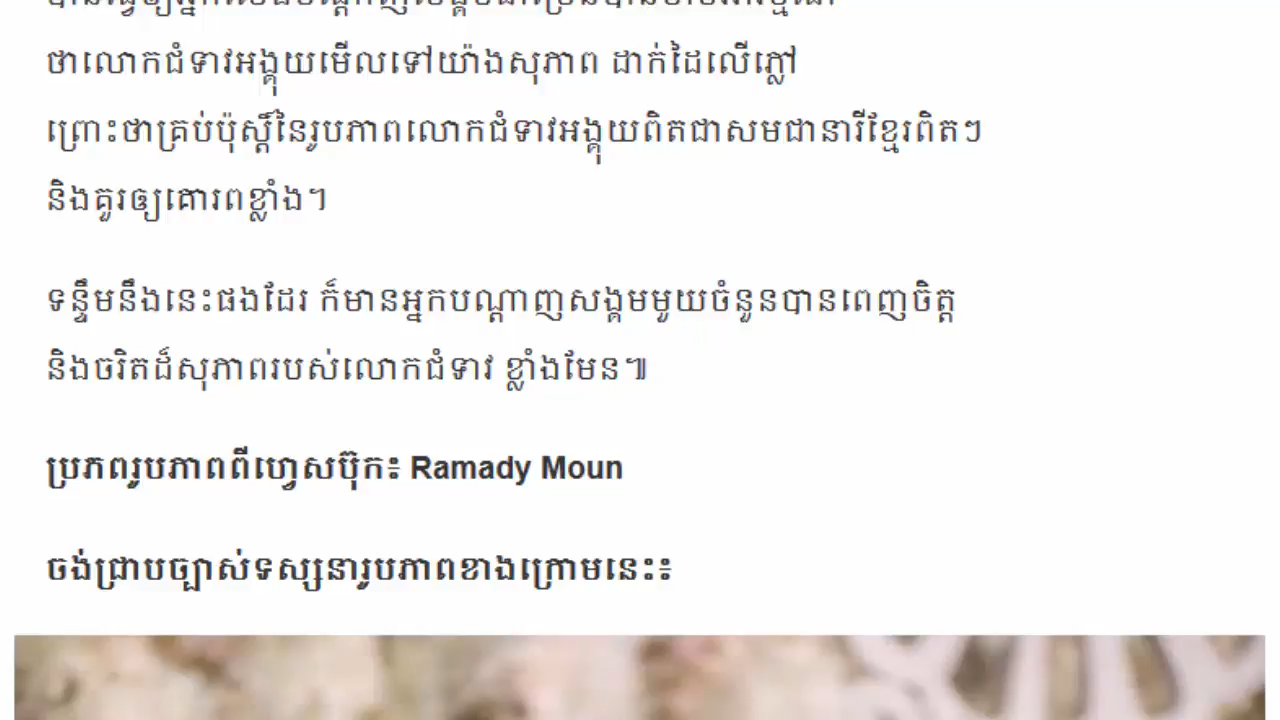 ថាលោកជំទាវអង្គុយមើលទៅយ៉ាងសុភាព ដាក់ដៃលើភ្លៅ
ព្រោះថាគ្រប់ប៉ុស្តិ៍នៃរូបភាពលោកជំទាវអង្គុយពិតជាសមជានារីខ្មែរពិតៗ
និងគួរឲ្យគោរពខ្លាំង។
ទន្ទឹមនឹងនេះផងដែរ ក៏មានអ្នកបណ្តាញសង្គមមួយចំនួនបានពេញចិត្ត
និងចរិតដ៏សុភាពរបស់លោកជំទាវ ខ្លាំងមែន៕
ប្រភពរូបភាពពីហ្វេសប៊ុក៖ Ramady Moun
ចង់ជ្រាបច្បាស់ទស្សនារូបភាពខាងក្រោមនេះ៖